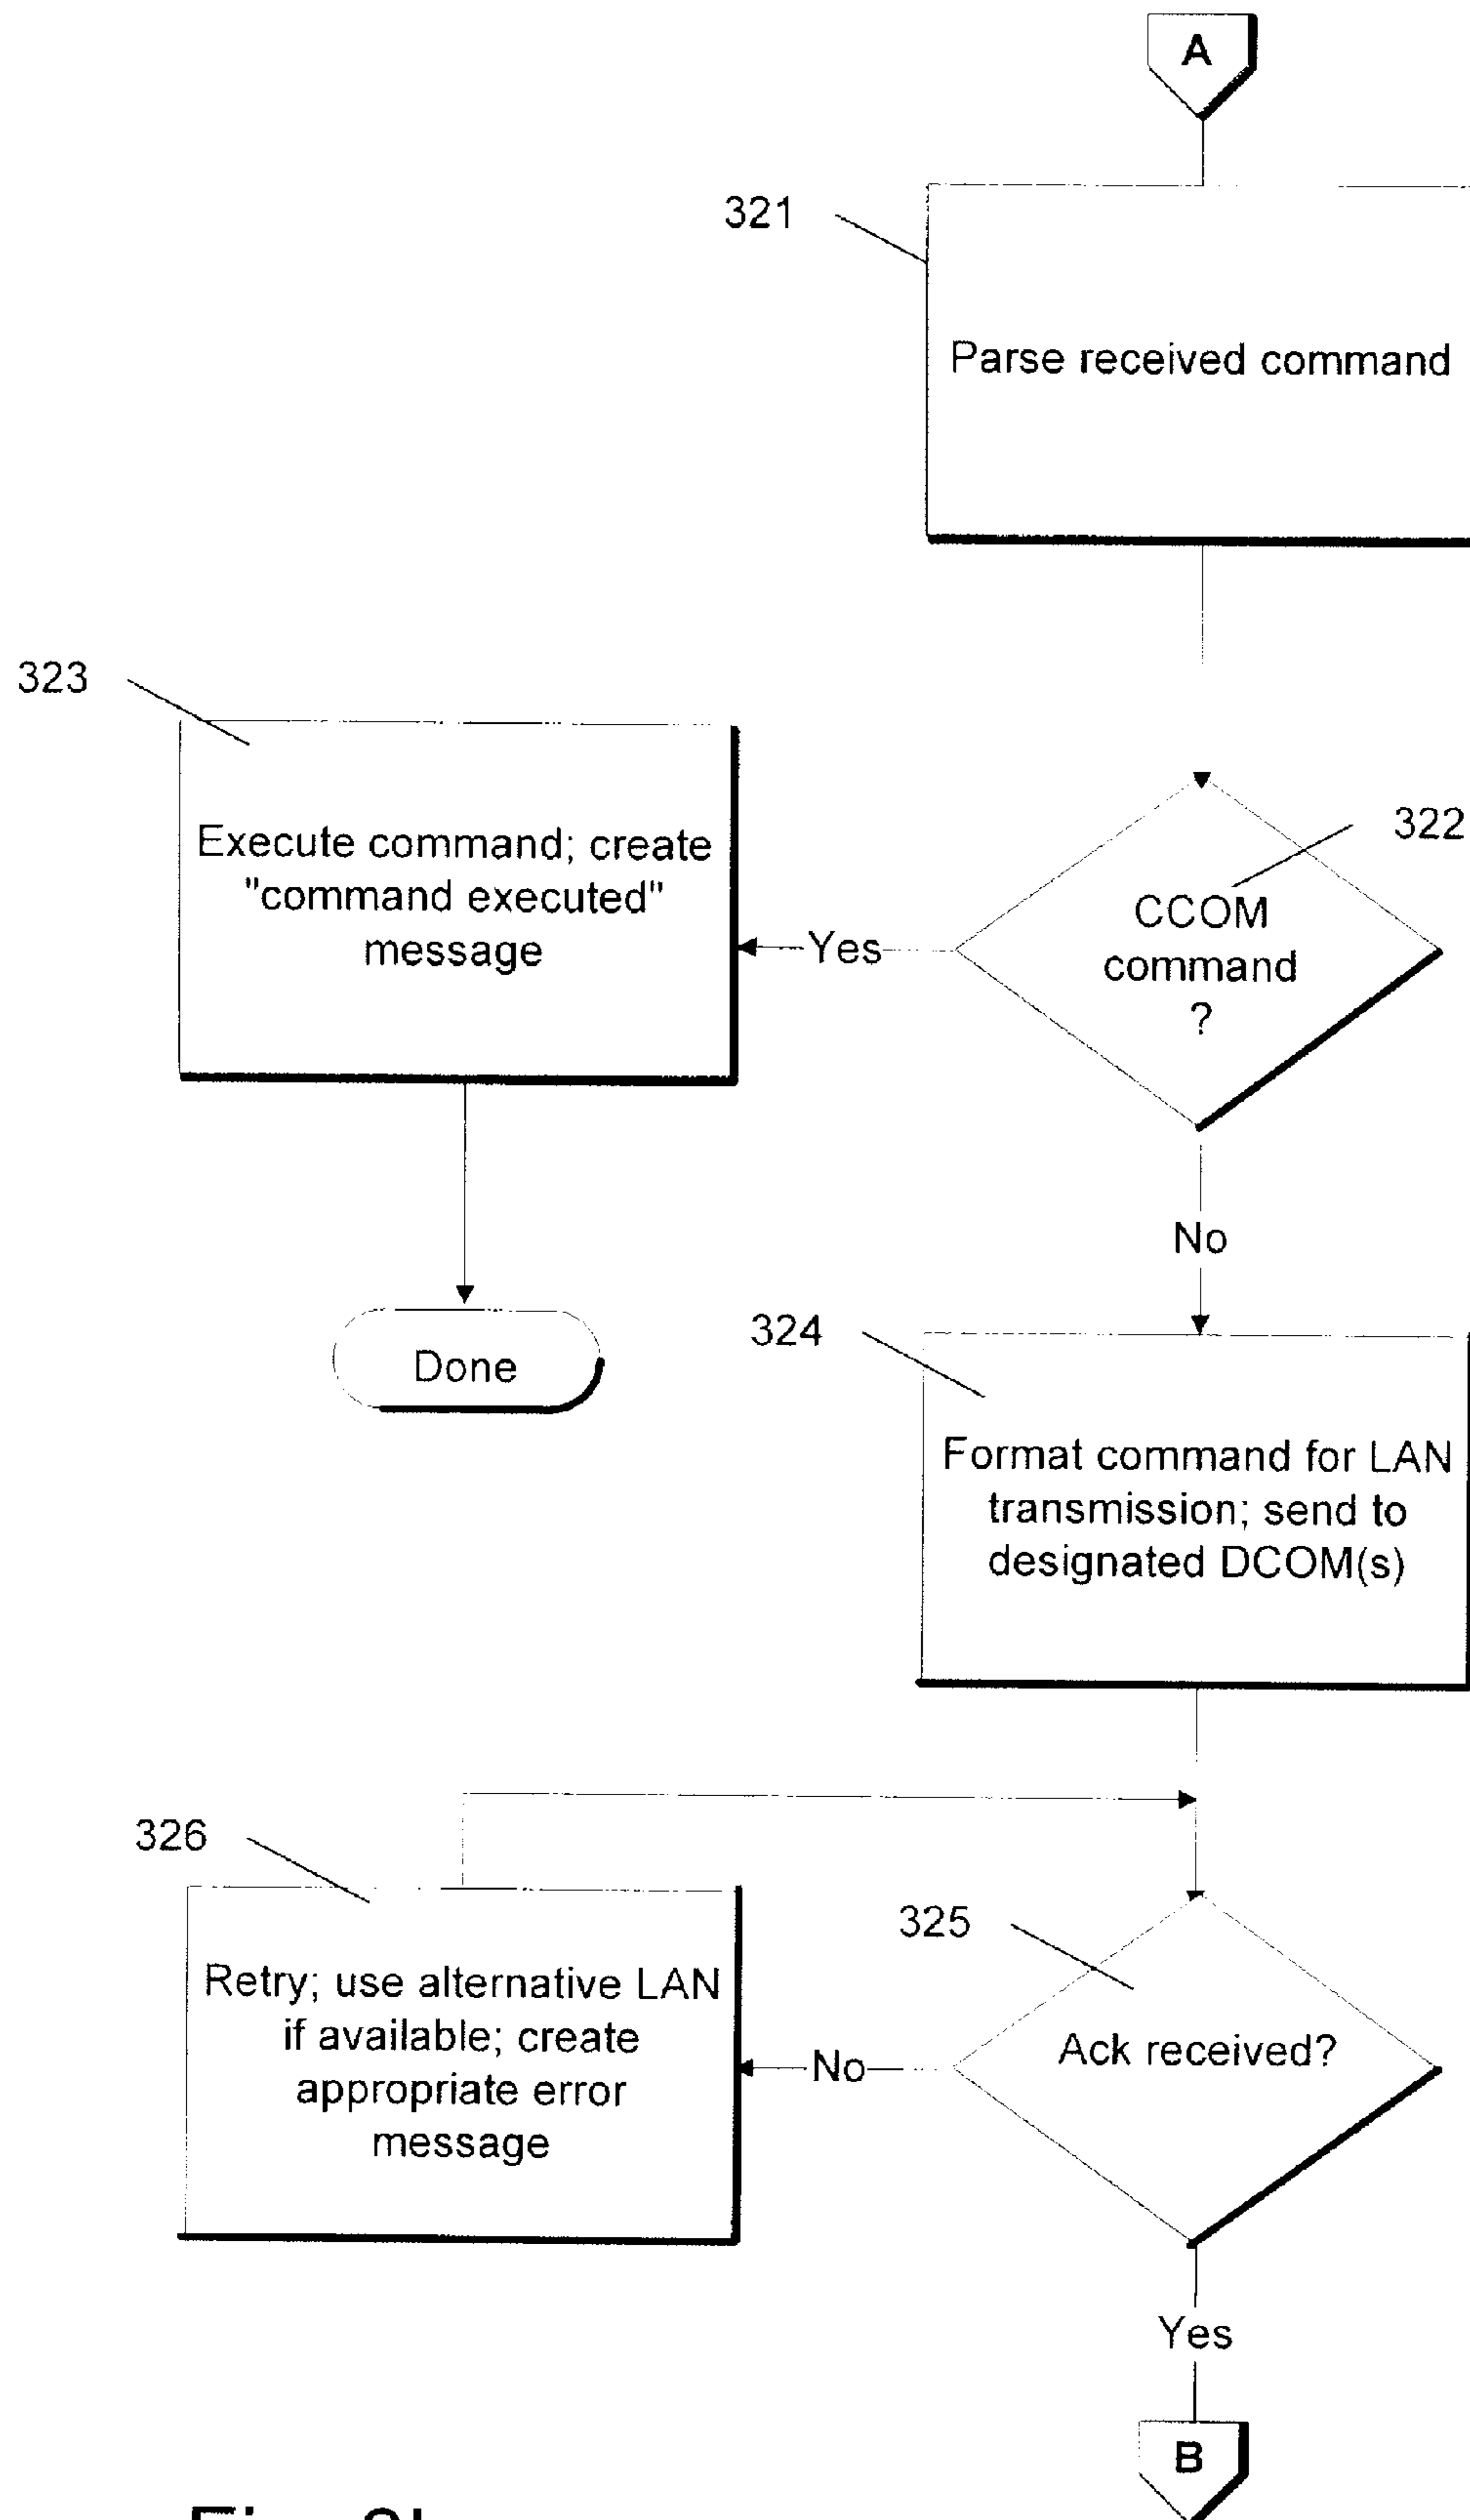 A
321
Parse received command
323
Execute command; create
"command executed"
message
Yes
322
CCOM
command
?
No
Done
324
Format command for LAN
transmission; send to
designated DCOM(s)
326
Retry; use alternative LAN
if available; create
appropriate error
message
325
Ack received?
No
Yes
B